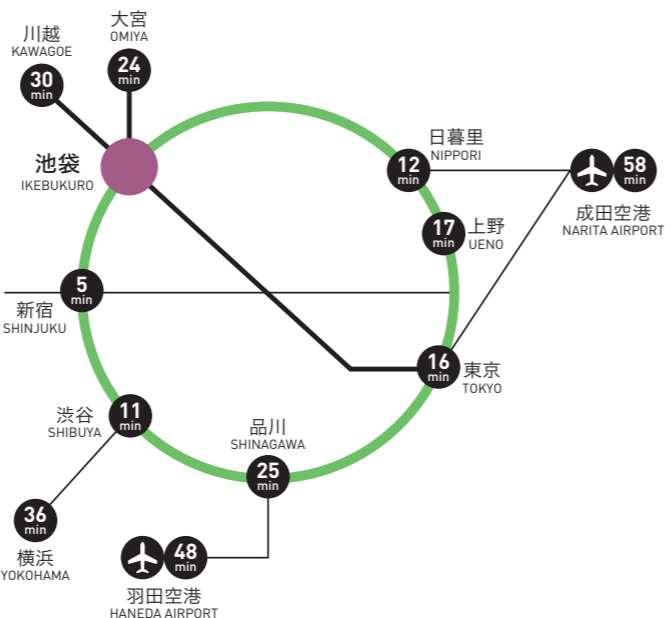 大宮
OMIYA
24
min
川越
KAWAGOE
30
min
池袋
IKEBUKURO
日暮里
NIPPORI
12
min
58
min
成田空港
NARITA AIRPORT
17
min
上野
UENO
5
min
新宿
SHINJUKU
16
min
東京
TOKYO
11
min
渋谷
SHIBUYA
品川
SHINAGAWA
25
min
36
min
横浜
YOKOHAMA
48
min
羽田空港
HANEDA AIRPORT